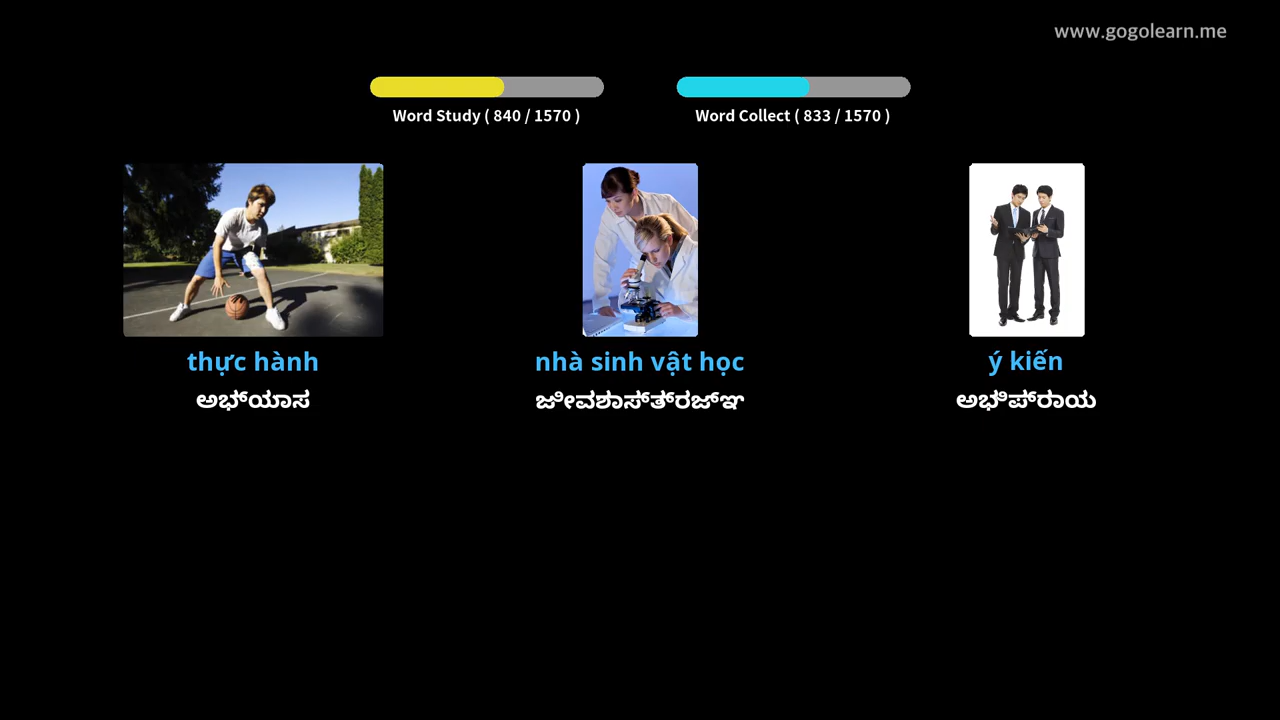 www.gogolearn.me
Word Study ( 840 / 1570 )
Word Collect ( 833 / 1570 )
thực hành
nhà sinh vật học
ý kiến
ಅಭ್ಯಾಸ
ಜೀವಶಾಸ್ತ್ರಜ್ಞ
ಅಭಿಪ್ರಾಯ